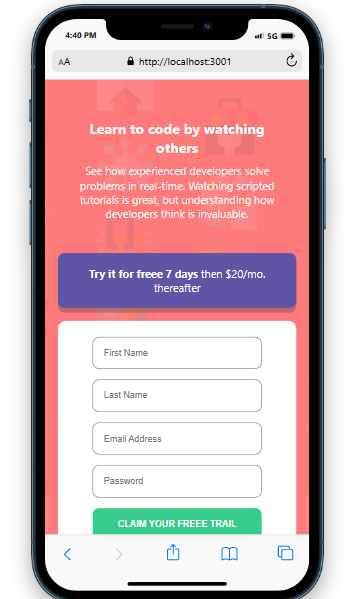 4:40 PM
5G
AA
http://localhost:3001
Learn to code by watching
others
See how experienced developers solve
problems in real-time. Watching scripted
tutorials is great, but understanding how
developers think is invaluable.
Try it for freee 7 days then $20/mo.
thereafter
First Name
Last Name
Email Address
Password
CLAIM YOUR FREEE TRAIL